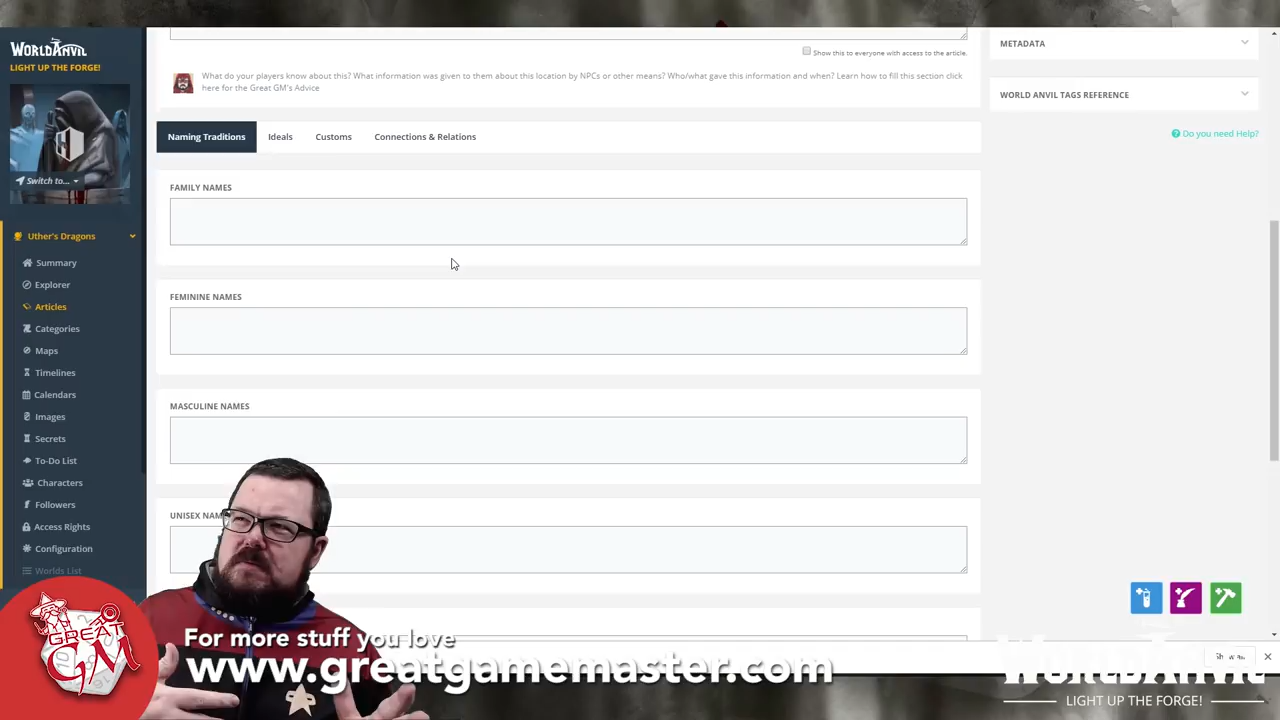 WORLDANVIL
LIGHT UP THE FORGE!
Switch to...
Uther's Dragons
Summary
Explorer
Articles
Categories
Maps
Timelines
Calendars
Images
Secrets
To-Do List
Characters
Followers
Access Rights
Configuration
Worlds List
Show this to everyone with access to the article.
What do your players know about this? What information was given to them about this location by NPCs or other means? Who/what gave this information and when? Learn how to fill this section click
here for the Great GM's Advice
Naming Traditions
Ideals
Customs
Connections & Relations
FAMILY NAMES
FEMININE NAMES
MASCULINE NAMES
UNISEX NAM
METADATA
WORLD ANVIL TAGS REFERENCE
Do you need Help?
GREAT
GM
For more stuff you love
www.greatgamemaster.com
WORLDANVIL
LIGHT UP THE FORGE!